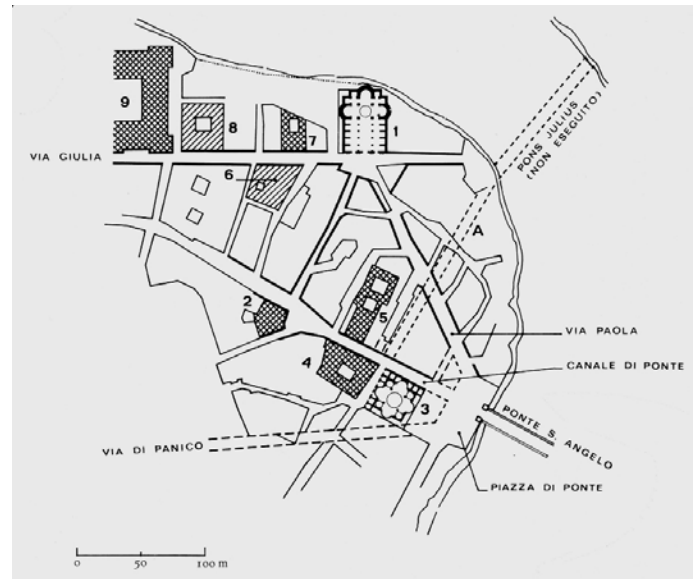 9
8
7
1
PONS JULIUS
(NON ESEGUITO)
VIA GIULIA
6
A
2
5
VIA PAOLA
4
CANALE DI PONTE
3
PONTE S. ANGELO
VIA DI PANICO
PIAZZA DI PONTE
0 50 100 m